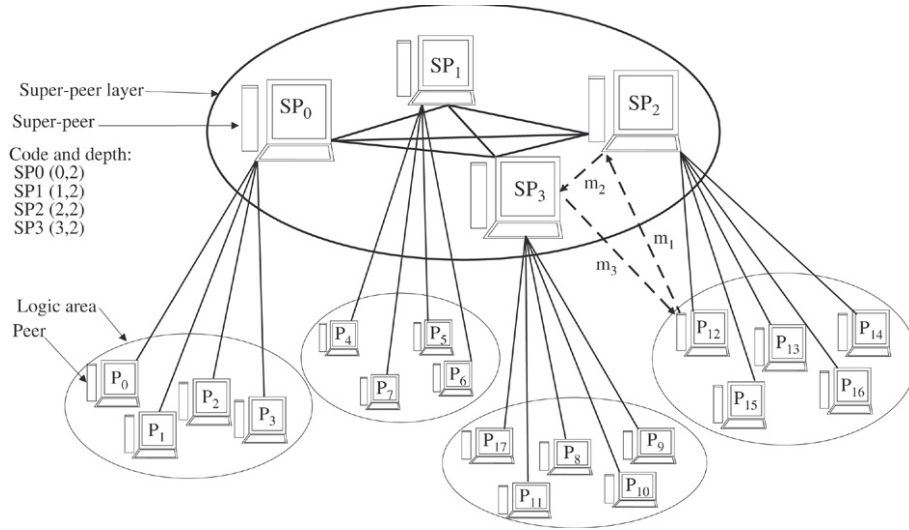 SP₁
SP₀
SP₂
Super-peer layer
Super-peer
Code and depth:
SP0 (0,2)
SP1 (1,2)
SP2 (2,2)
SP3 (3,2)
SP₃
m₂
m₁
m₃
Logic area
Peer
P₀
P₁
P₂
P₃
P₄
P₅
P₇
P₆
P₁₇
P₈
P₉
P₁₁
P₁₀
P₁₂
P₁₃
P₁₄
P₁₅
P₁₆